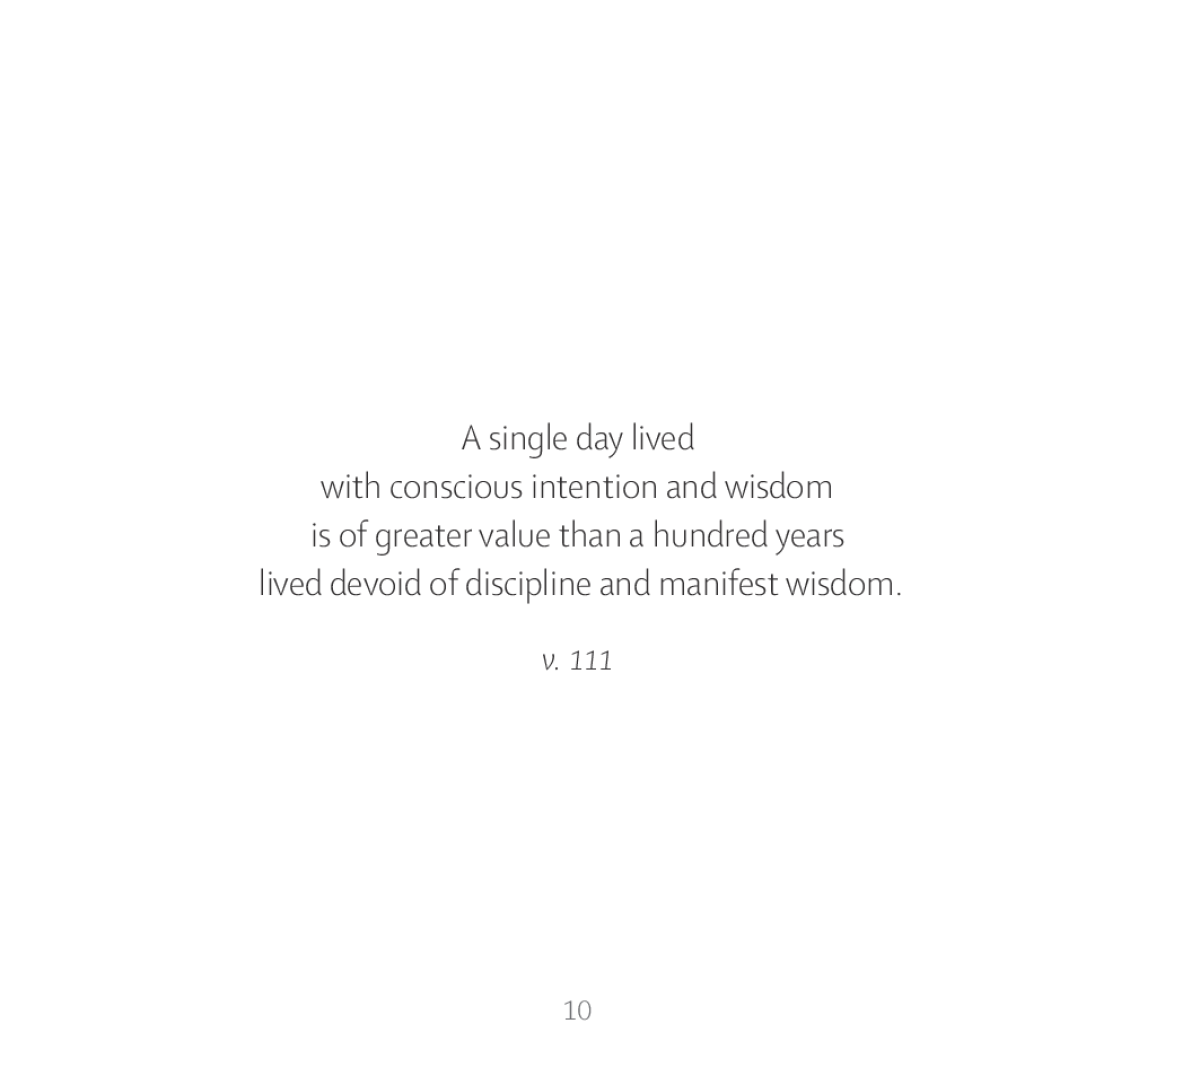 A single day lived
with conscious intention and wisdom
is of greater value than a hundred years
lived devoid of discipline and manifest wisdom.
v. 111
10